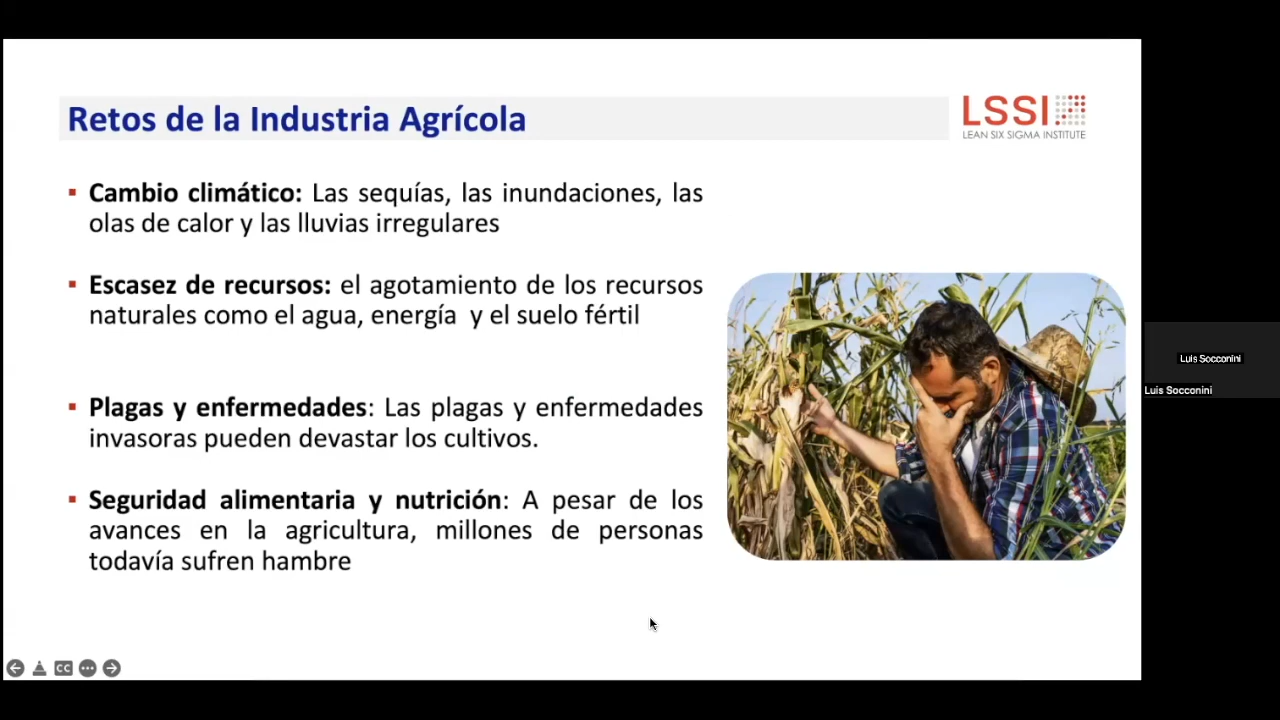 Retos de la Industria Agrícola
LSSI
LEAN SIX SIGMA INSTITUTE
Cambio climático: Las sequías, las inundaciones, las
olas de calor y las lluvias irregulares
Escasez de recursos: el agotamiento de los recursos
naturales como el agua, energía  y el suelo fértil
Plagas y enfermedades: Las plagas y enfermedades
invasoras pueden devastar los cultivos.
Seguridad alimentaria y nutrición: A pesar de los
avances en la agricultura, millones de personas
todavía sufren hambre
Luis Socconini
Luis Socconini
CC